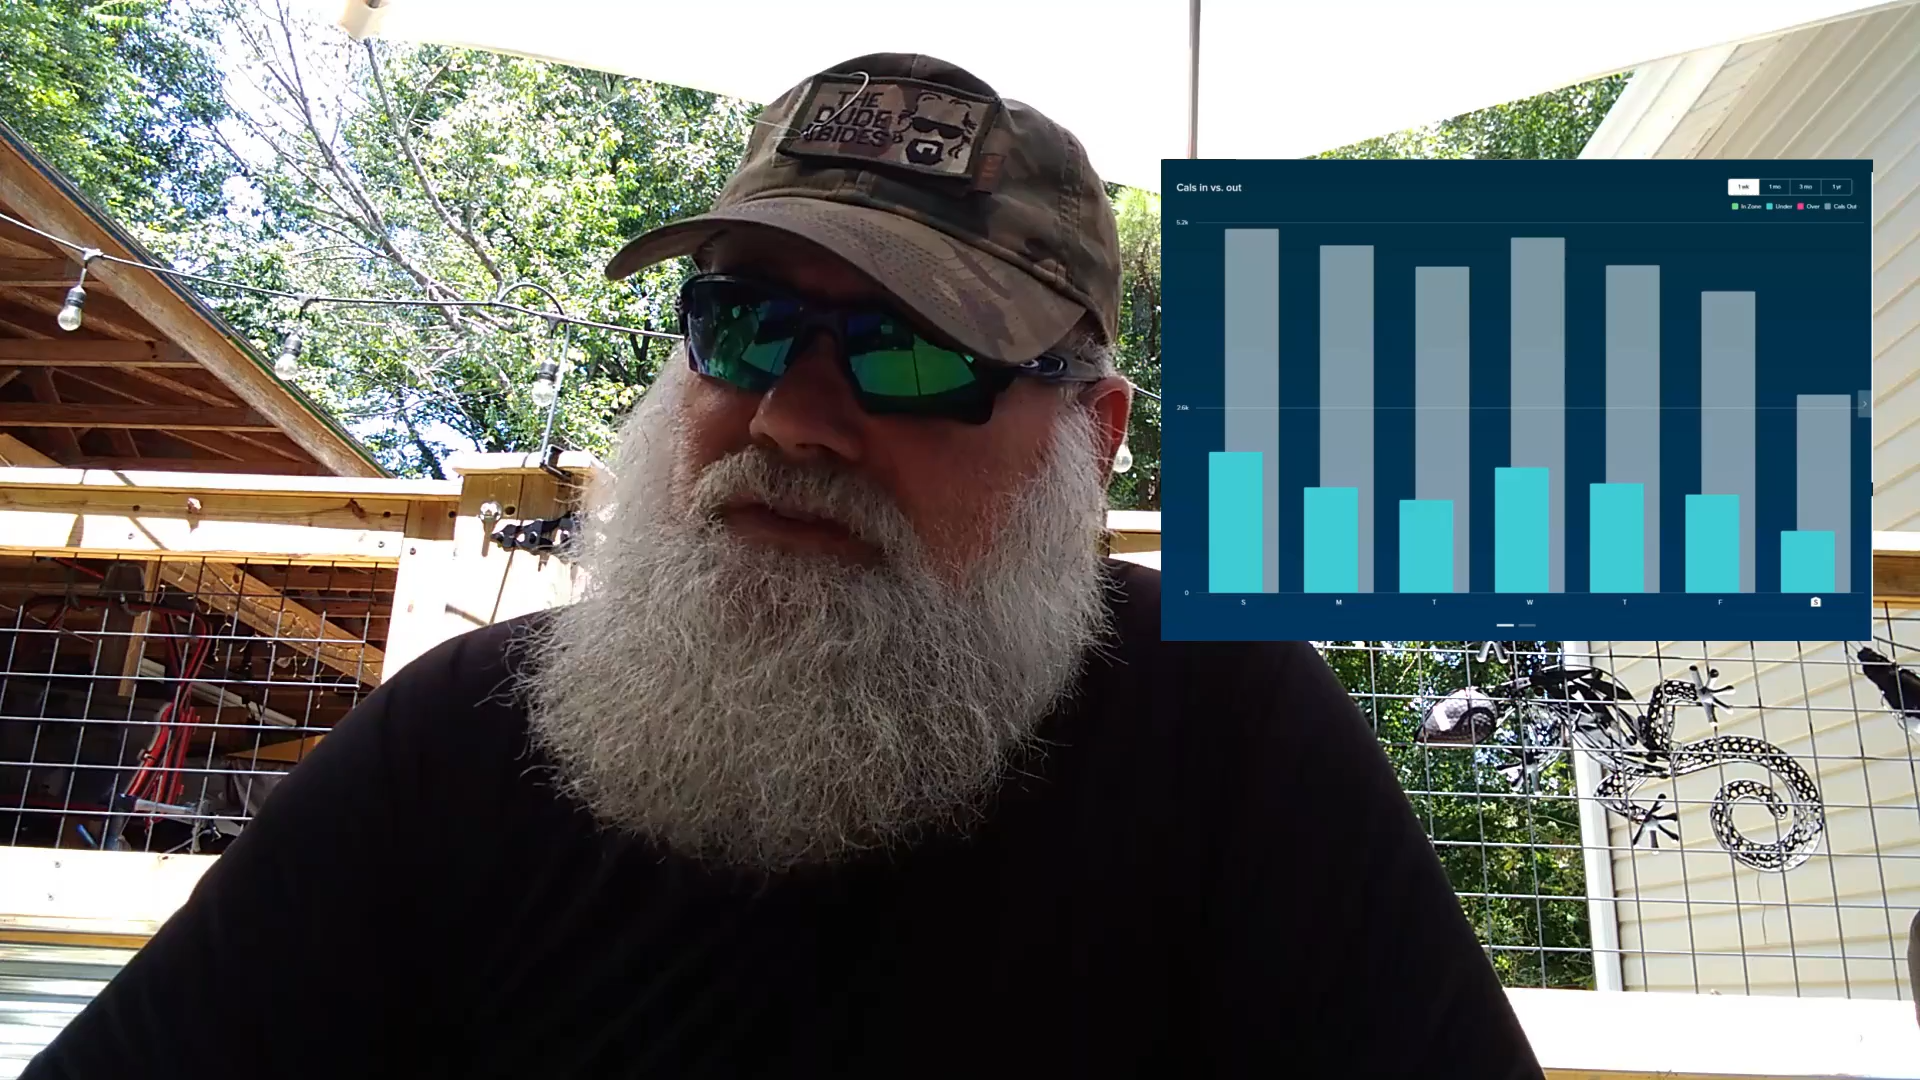 THE
DUDE
ABIDES
Cals in vs. out
1 wk 1 mo 3 mo 1 yr
In Zone Under Over Cals Out
5.2k
2.6k
0
S M T W T F S